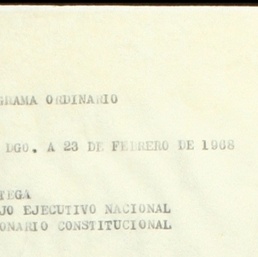 GRAMA ORDINARIO
DGO. A 23 DE FEBRERO DE 1968
TEGA
JO EJECUTIVO NACIONAL
ONARIO CONSTITUCIONAL